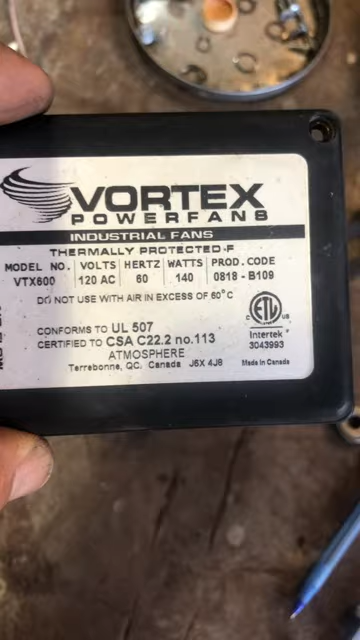 VORTEX
POWERFANS
INDUSTRIAL FANS
THERMALLY PROTECTED-F
MODEL NO. VOLTS HERTZ WATTS PROD. CODE
VTX600 120 AC 60 140 0818 - B109
DO NOT USE WITH AIR IN EXCESS OF 60°C
ETL
C US
Intertek
3043993
CONFORMS TO UL 507
CERTIFIED TO CSA C22.2 no.113
ATMOSPHERE
Terrebonne, QC, Canada J6X 4J8
Made in Canada